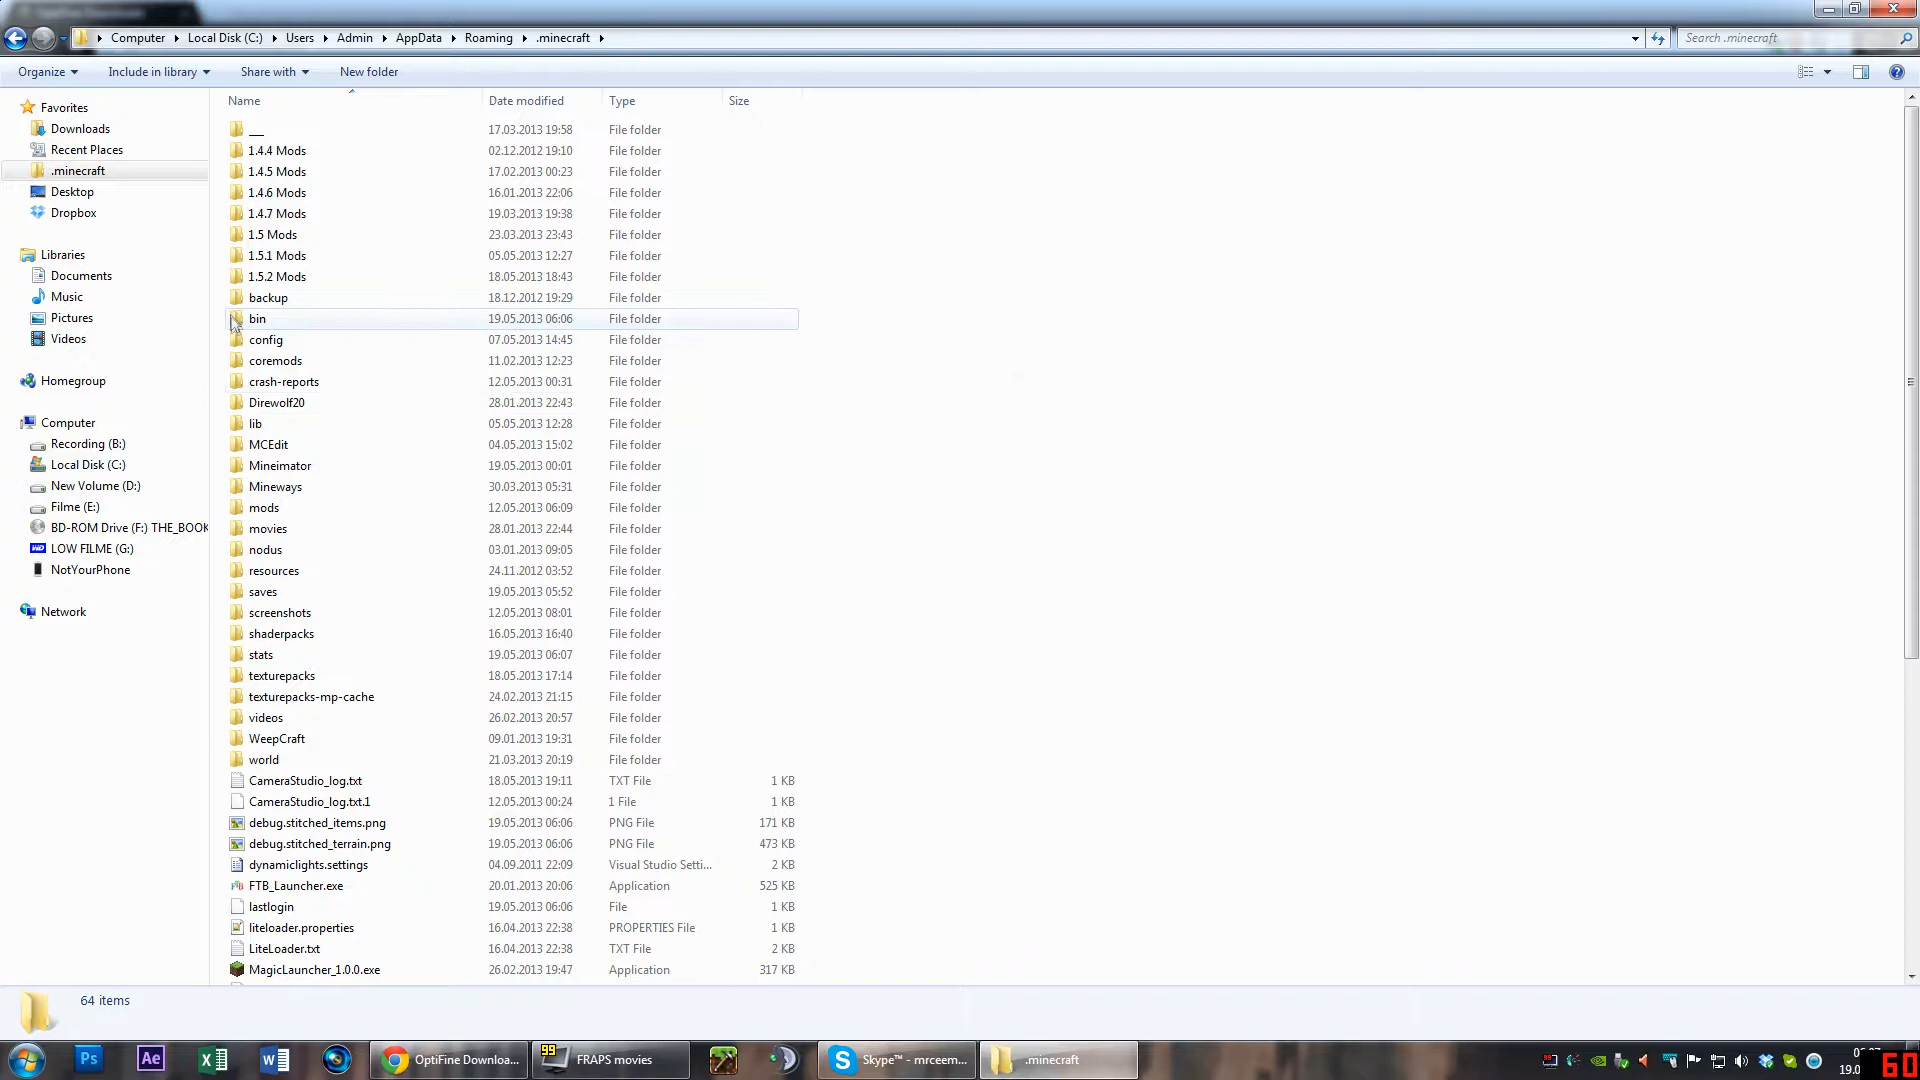 Computer Local Disk (C:) Users Admin AppData Roaming .minecraft Search .minecraft
Organize Include in library Share with New folder
Name Date modified Type Size
Favorites
Downloads
Recent Places
.minecraft
Desktop
Dropbox
Libraries
Documents
Music
Pictures
Videos
Homegroup
Computer
Recording (B:)
Local Disk (C:)
New Volume (D:)
Filme (E:)
BD-ROM Drive (F:) THE_BOOK
LOW FILME (G:)
NotYourPhone
Network
__ 17.03.2013 19:58 File folder
1.4.4 Mods 02.12.2012 19:10 File folder
1.4.5 Mods 17.02.2013 00:23 File folder
1.4.6 Mods 16.01.2013 22:06 File folder
1.4.7 Mods 19.03.2013 19:38 File folder
1.5 Mods 23.03.2013 23:43 File folder
1.5.1 Mods 05.05.2013 12:27 File folder
1.5.2 Mods 18.05.2013 18:43 File folder
backup 18.12.2012 19:29 File folder
bin 19.05.2013 06:06 File folder
config 07.05.2013 14:45 File folder
coremods 11.02.2013 12:23 File folder
crash-reports 12.05.2013 00:31 File folder
Direwolf20 28.01.2013 22:43 File folder
lib 05.05.2013 12:28 File folder
MCEdit 04.05.2013 15:02 File folder
Mineimator 19.05.2013 00:01 File folder
Mineways 30.03.2013 05:31 File folder
mods 12.05.2013 06:09 File folder
movies 28.01.2013 22:44 File folder
nodus 03.01.2013 09:05 File folder
resources 24.11.2012 03:52 File folder
saves 19.05.2013 05:52 File folder
screenshots 12.05.2013 08:01 File folder
shaderpacks 16.05.2013 16:40 File folder
stats 19.05.2013 06:07 File folder
texturepacks 18.05.2013 17:14 File folder
texturepacks-mp-cache 24.02.2013 21:15 File folder
videos 26.02.2013 20:57 File folder
WeepCraft 09.01.2013 19:31 File folder
world 21.03.2013 20:19 File folder
CameraStudio_log.txt 18.05.2013 19:11 TXT File 1 KB
CameraStudio_log.txt.1 12.05.2013 00:24 1 File 1 KB
debug.stitched_items.png 19.05.2013 06:06 PNG File 171 KB
debug.stitched_terrain.png 19.05.2013 06:06 PNG File 473 KB
dynamiclights.settings 04.09.2011 22:09 Visual Studio Setti... 2 KB
FTB_Launcher.exe 20.01.2013 20:06 Application 525 KB
lastlogin 19.05.2013 06:06 File 1 KB
liteloader.properties 16.04.2013 22:38 PROPERTIES File 1 KB
LiteLoader.txt 16.04.2013 22:38 TXT File 2 KB
MagicLauncher_1.0.0.exe 26.02.2013 19:47 Application 317 KB
64 items
Ps Ae OptiFine Downloa... 99 FRAPS movies Skype™ - mrceem... .minecraft
19.0 60